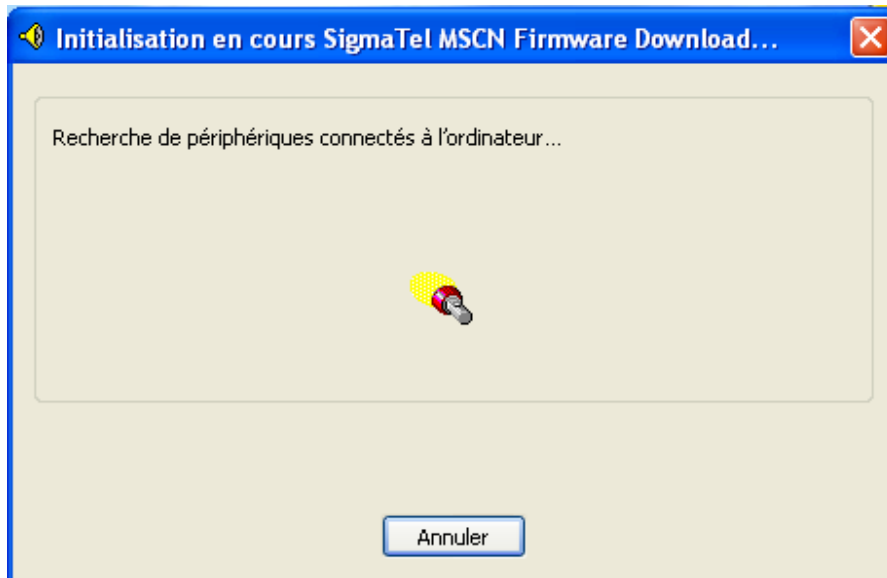 Initialisation en cours SigmaTel MSCN Firmware Download...
Recherche de périphériques connectés à l'ordinateur...
Annuler